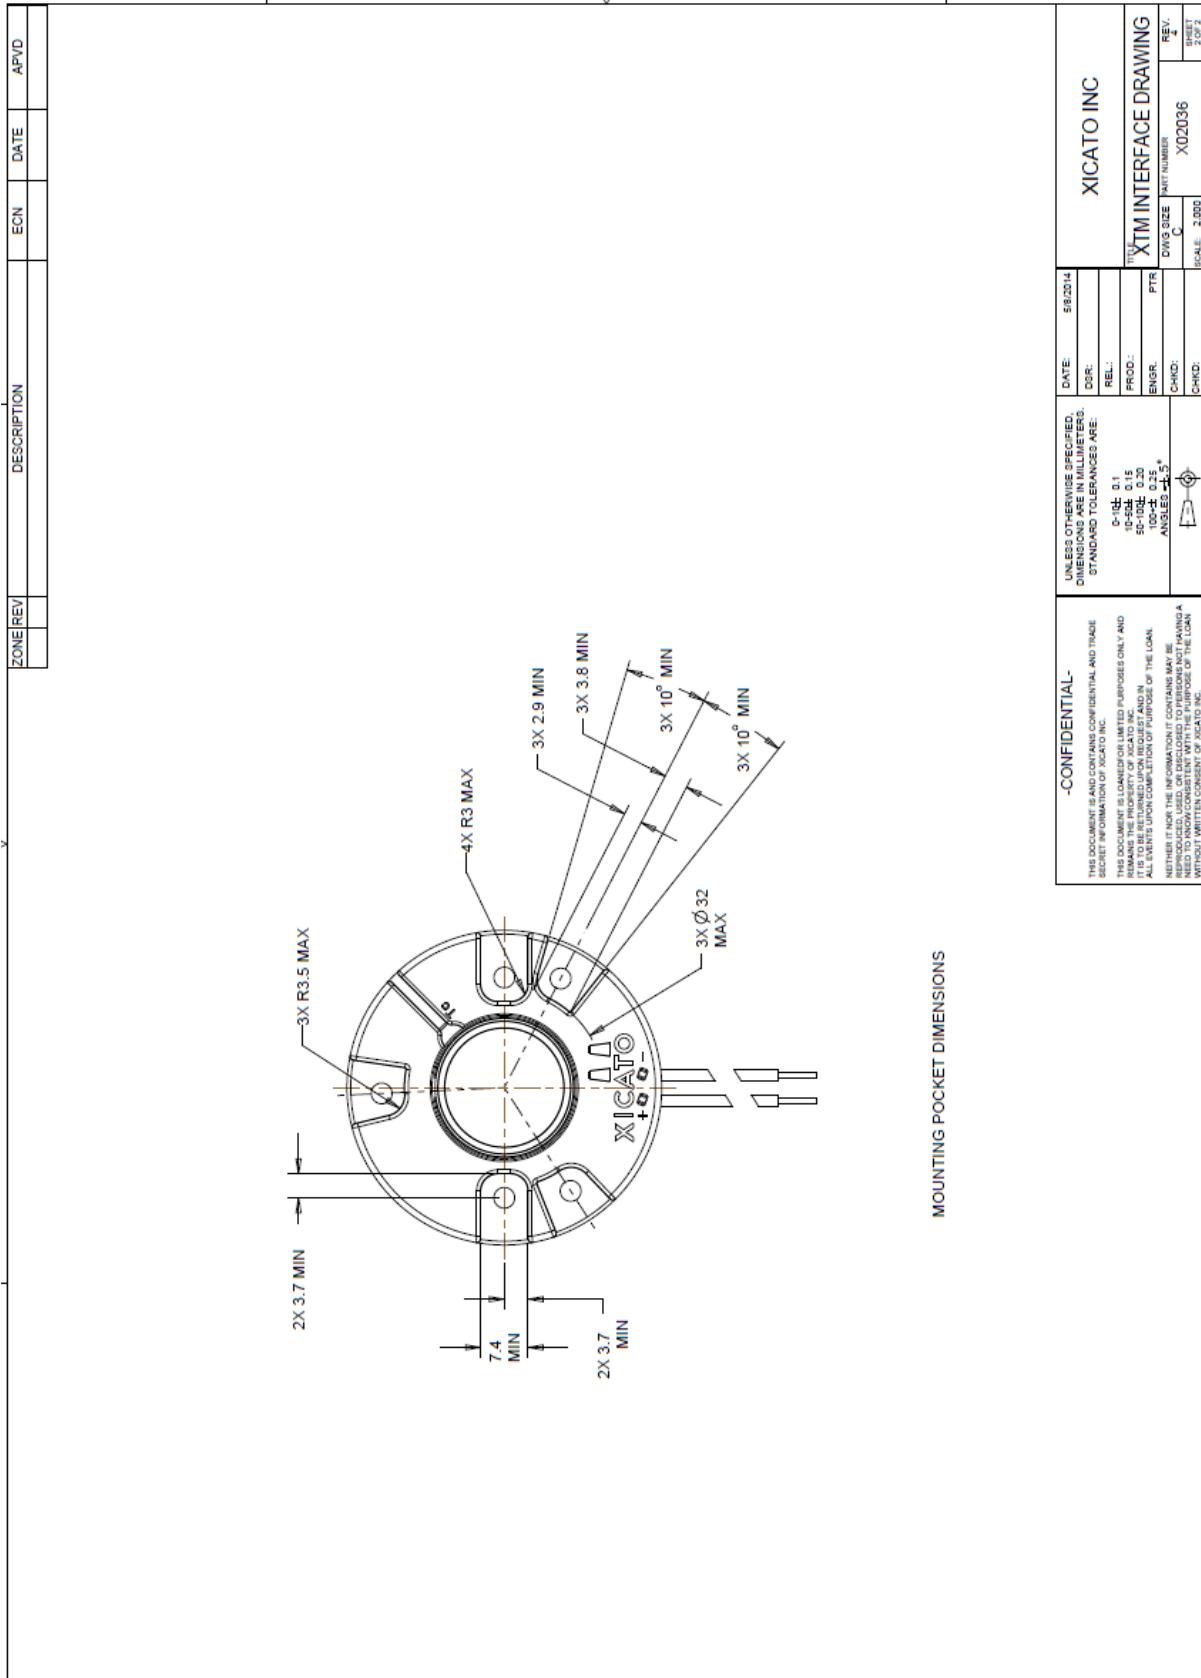 ZONE REV DESCRIPTION ECN DATE APVD
3X R3.5 MAX
4X R3 MAX
2X 3.7 MIN
3X 2.9 MIN
3X 3.8 MIN
3X 10° MIN
3X 10° MIN
7.4
MIN
2X 3.7
MIN
3X Ø 32
MAX
Tc
XICATO
+ -
MOUNTING POCKET DIMENSIONS
-CONFIDENTIAL-
THIS DOCUMENT IS AND CONTAINS CONFIDENTIAL AND TRADE
SECRET INFORMATION OF XICATO INC.
THIS DOCUMENT IS LOANED FOR LIMITED PURPOSES ONLY AND
REMAINS THE PROPERTY OF XICATO INC.
IT IS TO BE RETURNED UPON REQUEST AND IN
ALL EVENTS UPON COMPLETION OF PURPOSE OF THE LOAN.
NEITHER IT NOR THE INFORMATION IT CONTAINS MAY BE
REPRODUCED, USED, OR DISCLOSED TO PERSONS NOT HAVING A
NEED TO KNOW CONSISTENT WITH THE PURPOSE OF THE LOAN
WITHOUT WRITTEN CONSENT OF XICATO INC.
UNLESS OTHERWISE SPECIFIED,
DIMENSIONS ARE IN MILLIMETERS.
STANDARD TOLERANCES ARE:
0-10± 0.1
10-50± 0.15
50-100± 0.20
100+± 0.25
ANGLES ±.5°
DATE: 5/8/2014
DSR:
REL.:
PROD.:
ENGR. PTR
CHKD:
CHKD:
XICATO INC
TITLE
XTM INTERFACE DRAWING
DWG SIZE
C
PART NUMBER
X02036
REV.
4
SCALE: 2.000
SHEET
2 OF 2